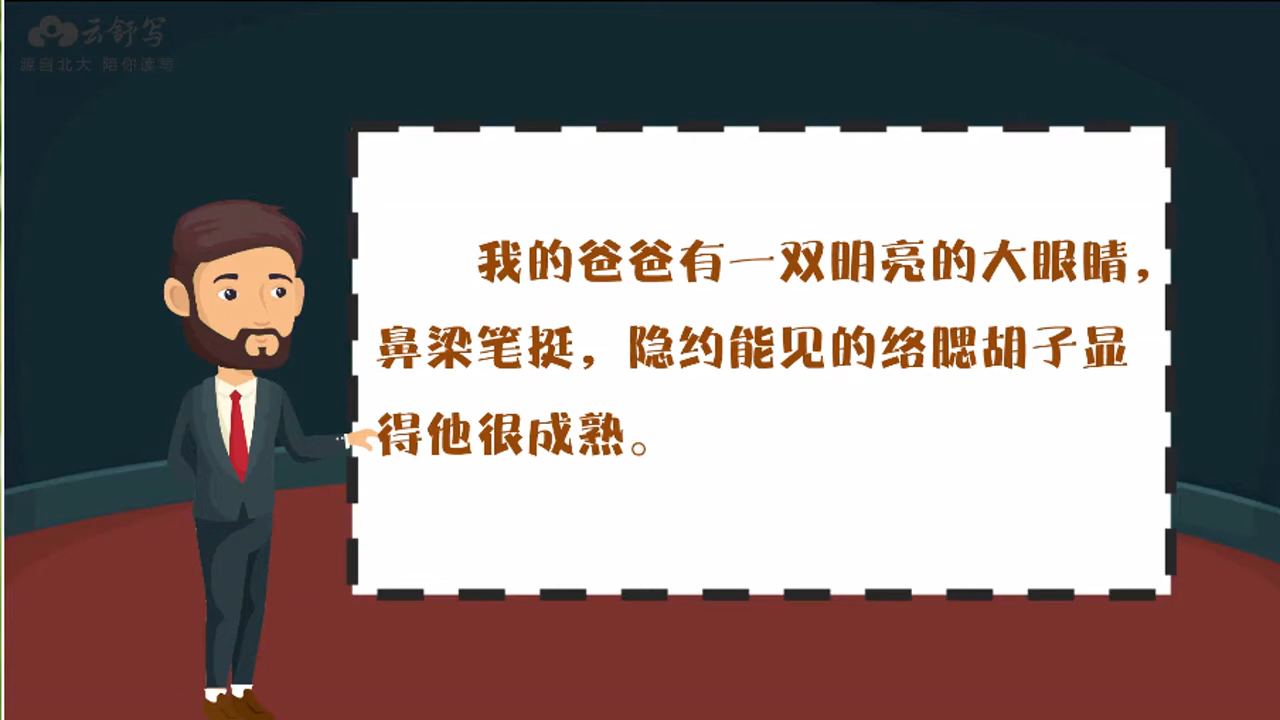 云舒写
源自北大 陪你读写
我的爸爸有一双明亮的大眼睛，
鼻梁笔挺，隐约能见的络腮胡子显
得他很成熟。